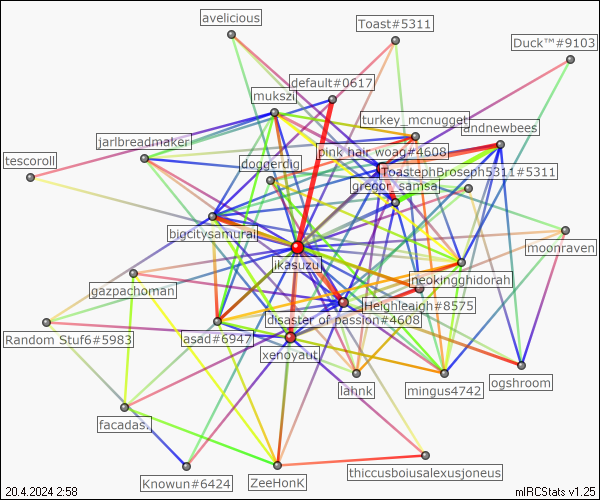 avelicious
Toast#5311
Duck™#9103
default#0617
mukszi
turkey_mcnugget
andnewbees
jarlbreadmaker
pink hair woag#4608
tescoroll
doggerdig
ToastephBroseph5311#5311
gregor_samsa
bigcitysamurai
moonraven
ikasuzu
neokingghidorah
gazpachoman
Heighleigh#8575
disaster of passion#4608
Random Stuf6#5983
asad#6947
xenovaut
lahnk
mingus4742
ogshroom
facadas.
Knowun#6424
ZeeHonK
thiccusboiusalexusjoneus
20.4.2024 2:58
mIRCStats v1.25